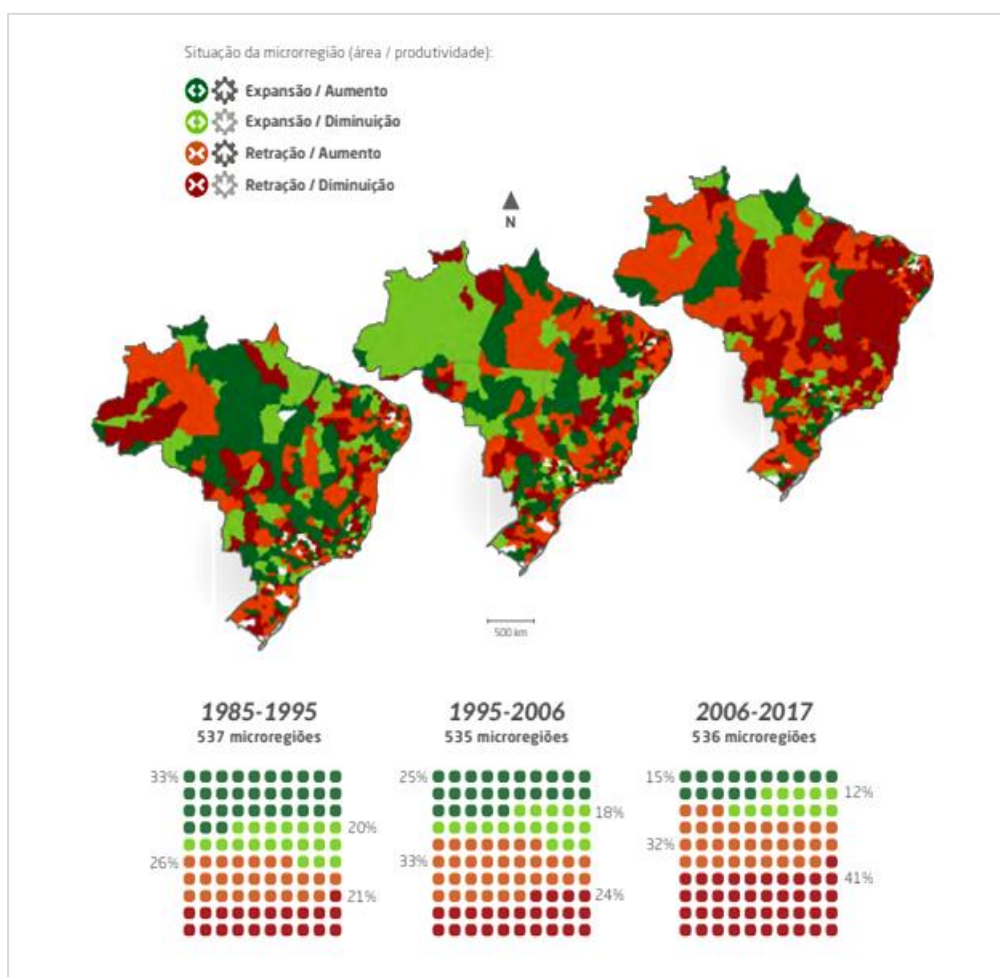 Situação da microrregião (área / produtividade):
Expansão / Aumento
Expansão / Diminuição
Retração / Aumento
Retração / Diminuição
N
500 km
1985-1995
537 microregiões
33%
20%
26%
21%
1995-2006
535 microregiões
25%
18%
33%
24%
2006-2017
536 microregiões
15%
12%
32%
41%